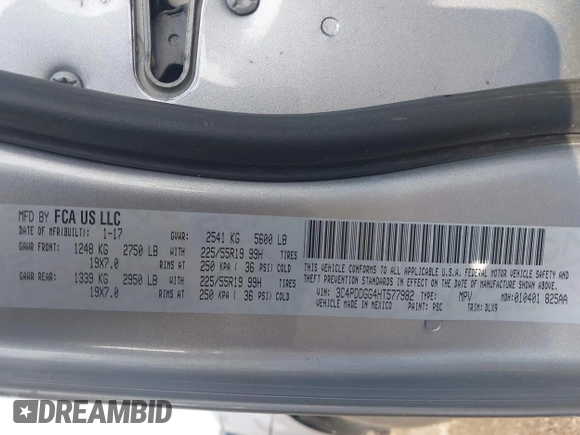 MFD BY FCA US LLC
DATE OF MFR(BUILT): 1-17 GVWR: 2541 KG 5600 LB
GAWR FRONT: 1248 KG 2750 LB WITH 225/55R19 99H TIRES
19X7.0 RIMS AT 250 KPA ( 36 PSI) COLD
GAWR REAR: 1339 KG 2950 LB WITH 225/55R19 99H TIRES
19X7.0 RIMS AT 250 KPA ( 36 PSI) COLD
THIS VEHICLE CONFORMS TO ALL APPLICABLE U.S.A. FEDERAL MOTOR VEHICLE SAFETY AND
THEFT PREVENTION STANDARDS IN EFFECT ON THE DATE OF MANUFACTURE SHOWN ABOVE.
VIN: 3C4PDDGG4HT577982 TYPE: MPV MDH: 010401 825AA
VEHICLE MADE IN MEXICO PAINT: PSC TRIM: DLX9
DREAMBID